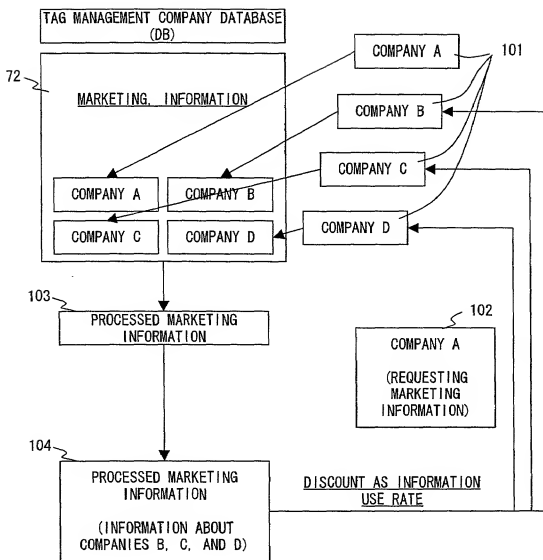 TAG MANAGEMENT COMPANY DATABASE
(DB)
72
MARKETING. INFORMATION
COMPANY A
101
COMPANY B
COMPANY C
COMPANY D
COMPANY A
COMPANY B
COMPANY C
COMPANY D
103
PROCESSED MARKETING
INFORMATION
102
COMPANY A
(REQUESTING
MARKETING
INFORMATION)
104
PROCESSED MARKETING
INFORMATION
(INFORMATION ABOUT
COMPANIES B, C, AND D)
DISCOUNT AS INFORMATION
USE RATE